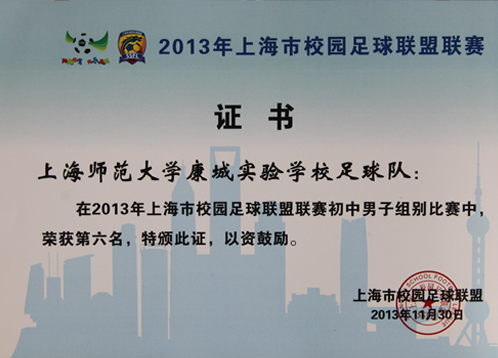 2013年上海市校园足球联盟联赛
证书
上海师范大学康城实验学校足球队：
在2013年上海市校园足球联盟联赛初中男子组别比赛中，
荣获第六名，特颁此证，以资鼓励。
上海市校园足球联盟
2013年11月30日